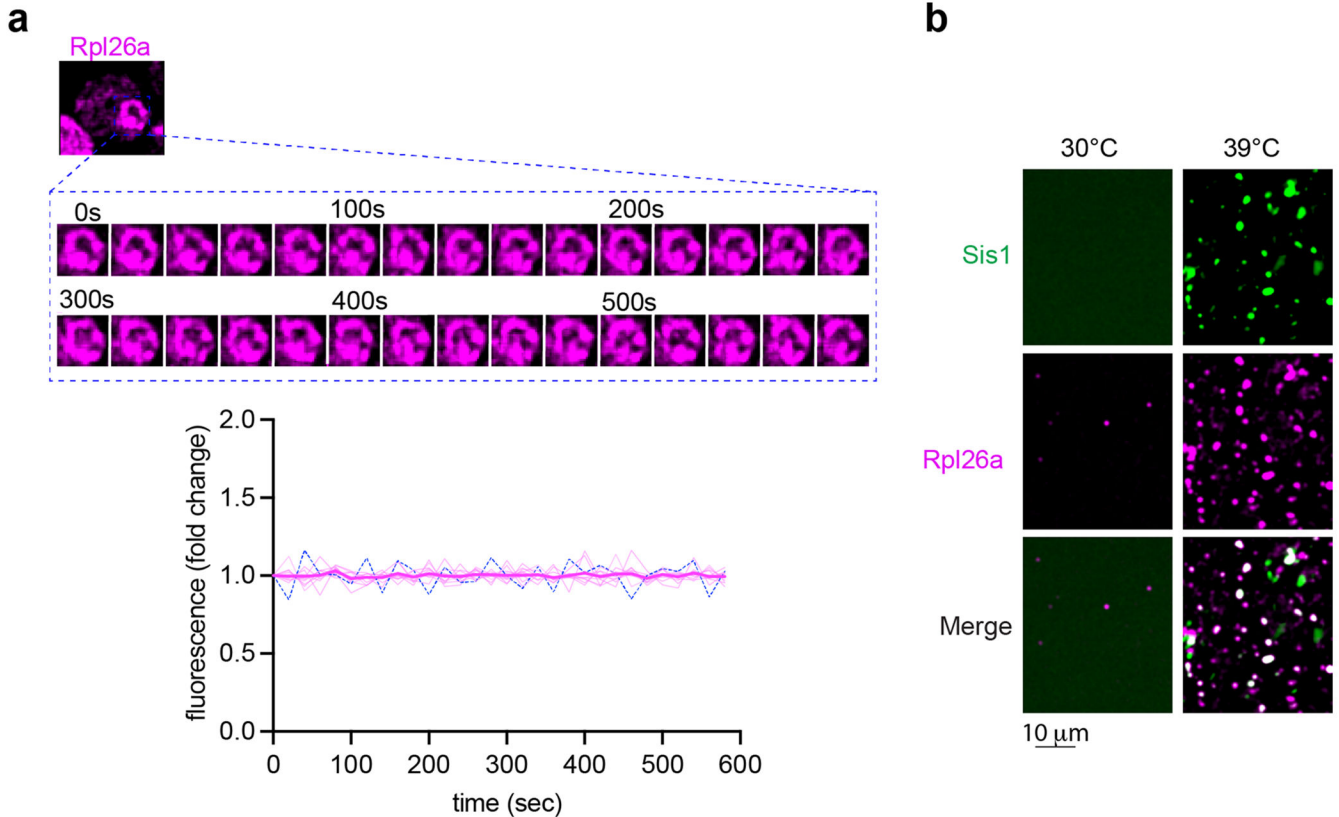 a
Rpl26a
0s 100s 200s
300s 400s 500s
fluorescence (fold change)
2.0
1.5
1.0
0.5
0.0
0 100 200 300 400 500 600
time (sec)
b
30°C 39°C
Sis1
Rpl26a
Merge
10 μm